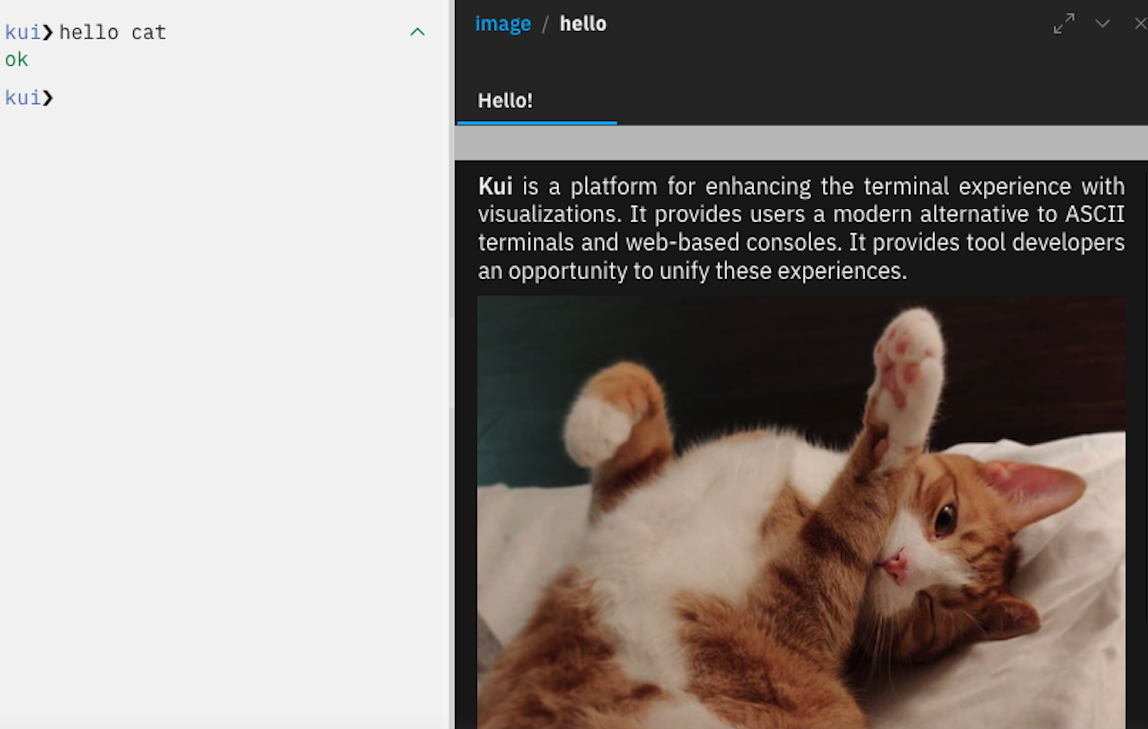 kui❯ hello cat
ok
kui❯
image / hello
Hello!
Kui is a platform for enhancing the terminal experience with
visualizations. It provides users a modern alternative to ASCII
terminals and web-based consoles. It provides tool developers
an opportunity to unify these experiences.